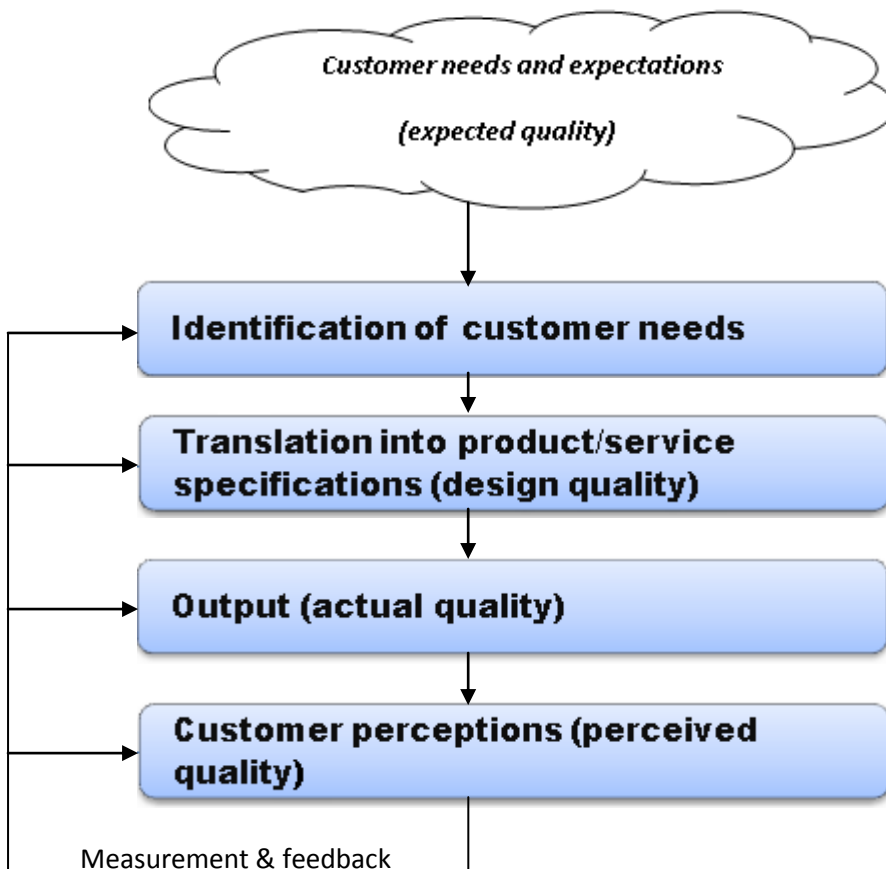 Customer needs and expectations
(expected quality)
Identification of customer needs
Translation into product/service
specifications (design quality)
Output (actual quality)
Customer perceptions (perceived
quality)
Measurement & feedback